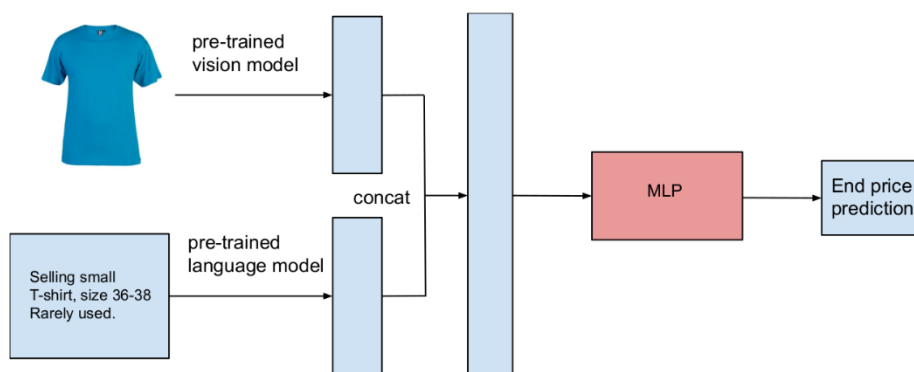 pre-trained
vision model
concat
pre-trained
language model
Selling small
T-shirt, size 36-38
Rarely used.
MLP
End price
prediction